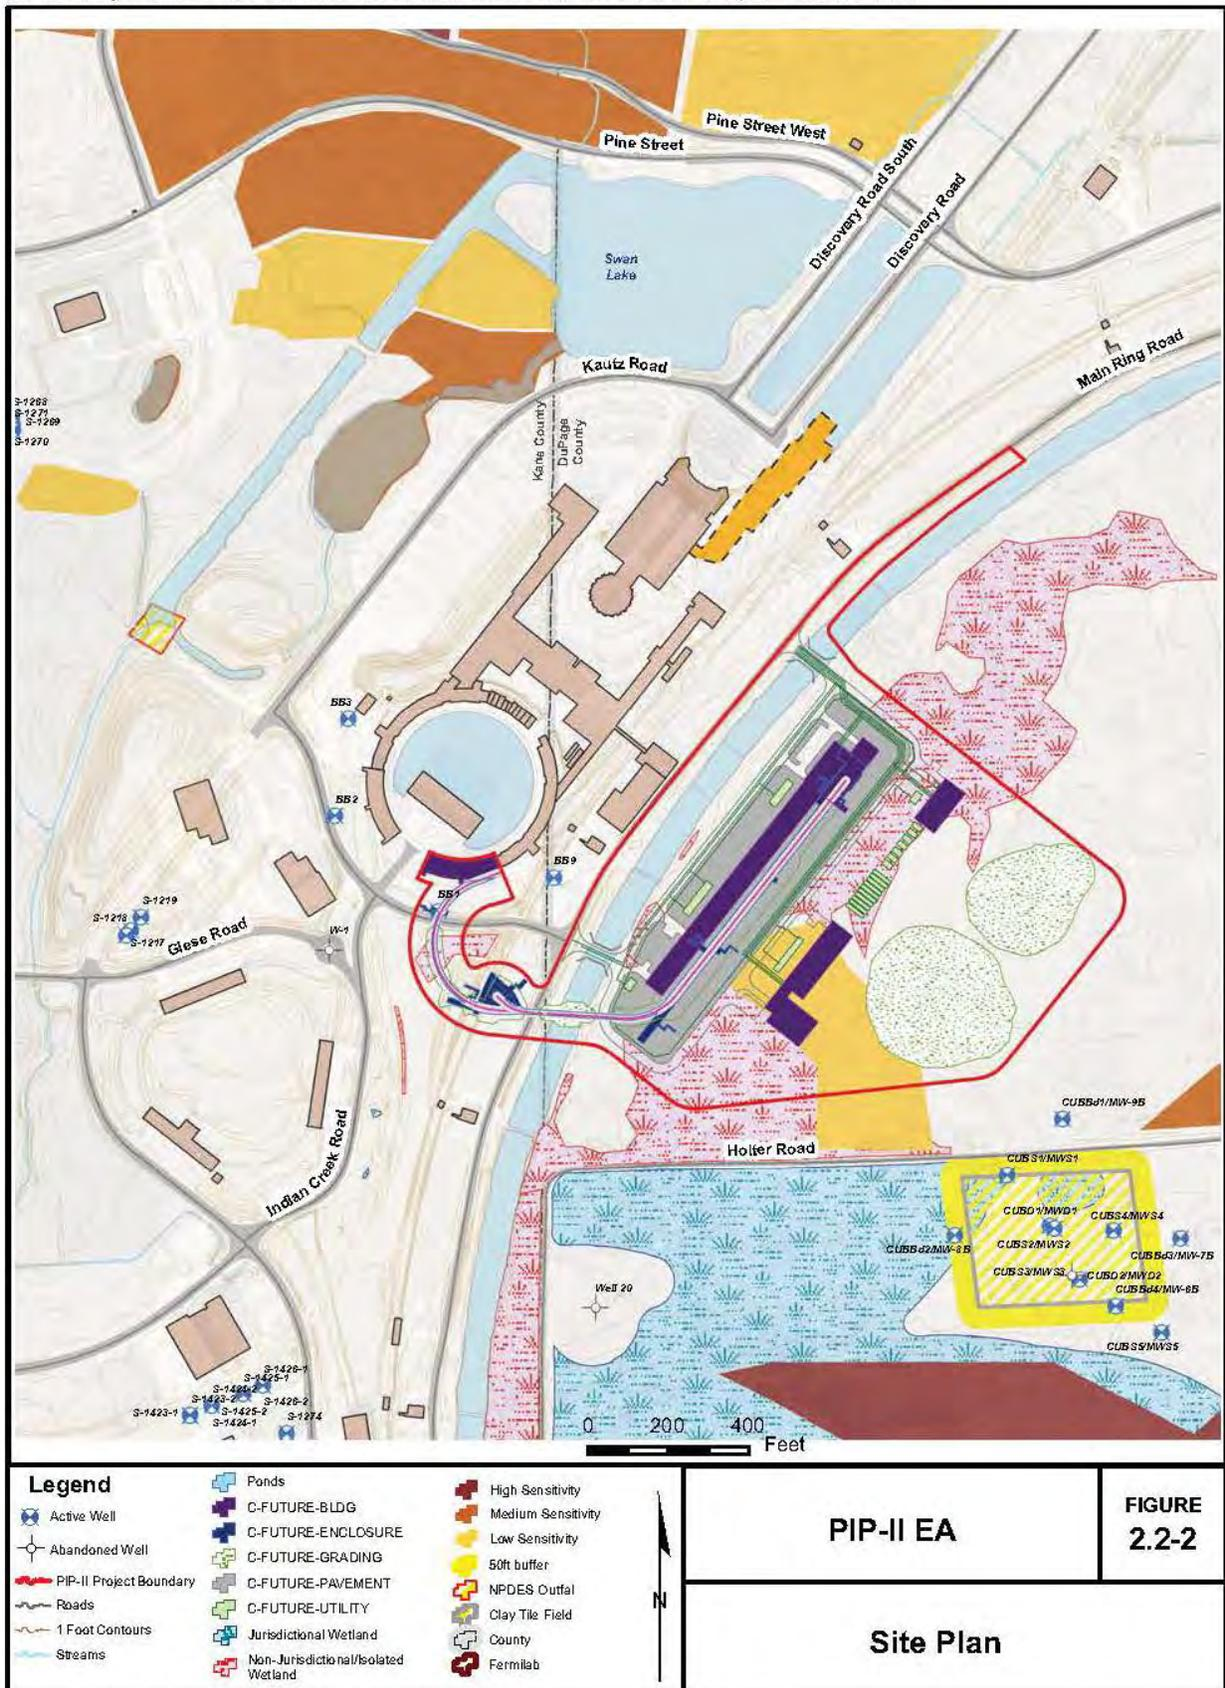 Pine Street West
Pine Street
Discovery Road South
Discovery Road
Swan
Lake
Kautz Road
Main Ring Road
Kane County
DuPage
County
S-1268
S-1271
S-1269
S-1270
BB3
BB2
BB9
BB1
S-1219
S-1218
S-1217
Giese Road
W-1
Indian Creek Road
Holter Road
CUBBd1/MW-9B
CUBS1/MWS1
CUBD1/MWD1
CUBS4/MWS4
CUBBd2/MW-8B
CUBS2/MWS2
CUBBd3/MW-7B
CUBS3/MWS3
CUBD2/MWD2
CUBBd4/MW-6B
CUBS5/MWS5
Well 20
S-1426-1
S-1425-1
S-1424-2
S-1423-2
S-1426-2
S-1423-1
S-1425-2
S-1424-1
S-1274
0 200 400
Feet
Legend
Active Well
Abandoned Well
PIP-II Project Boundary
Roads
1 Foot Contours
Streams
Ponds
C-FUTURE-BLDG
C-FUTURE-ENCLOSURE
C-FUTURE-GRADING
C-FUTURE-PAVEMENT
C-FUTURE-UTILITY
Jurisdictional Wetland
Non-Jurisdictional/Isolated
Wetland
High Sensitivity
Medium Sensitivity
Low Sensitivity
50ft buffer
NPDES Outfal
Clay Tile Field
County
Fermilab
N
PIP-II EA
FIGURE
2.2-2
Site Plan